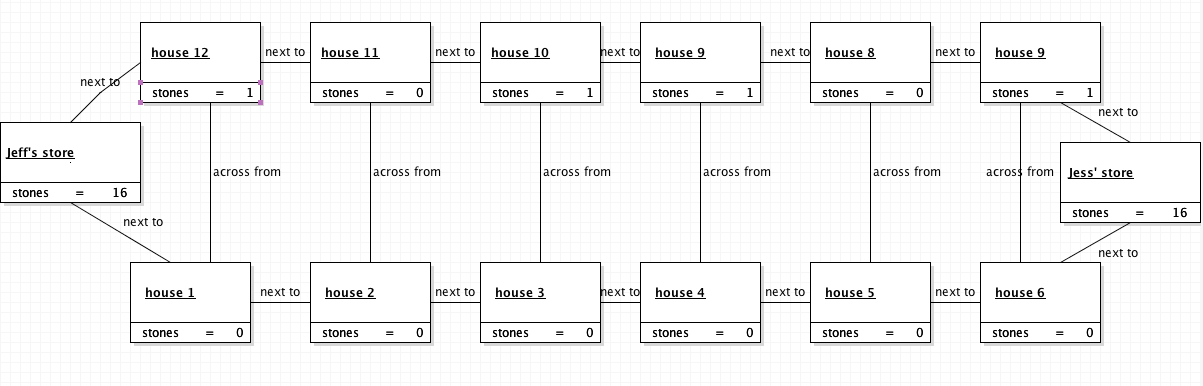 house 12 next to house 11 next to house 10 next to house 9 next to house 8 next to house 9
stones = 1 stones = 0 stones = 1 stones = 1 stones = 0 stones = 1
next to
next to
Jeff's store
stones = 16
across from across from across from across from across from across from
Jess' store
stones = 16
next to
next to
house 1 next to house 2 next to house 3 next to house 4 next to house 5 next to house 6
stones = 0 stones = 0 stones = 0 stones = 0 stones = 0 stones = 0